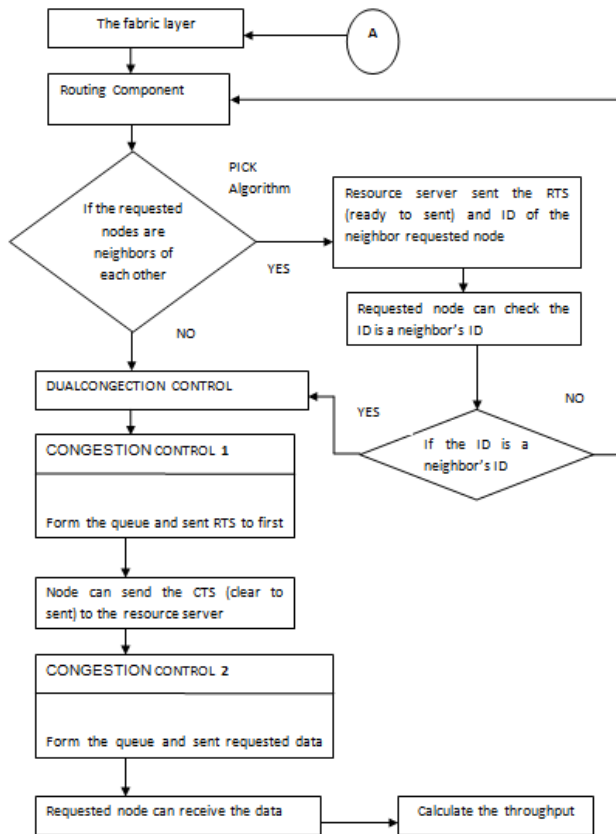 The fabric layer
A
Routing Component
PICK
Algorithm
If the requested
nodes are
neighbors of
each other
YES
NO
Resource server sent the RTS
(ready to sent) and ID of the
neighbor requested node
Requested node can check the
ID is a neighbor's ID
YES
NO
If the ID is a
neighbor's ID
DUALCONGECTION CONTROL
CONGESTION CONTROL 1
Form the queue and sent RTS to first
Node can send the CTS (clear to
sent) to the resource server
CONGESTION CONTROL 2
Form the queue and sent requested data
Requested node can receive the data
Calculate the throughput